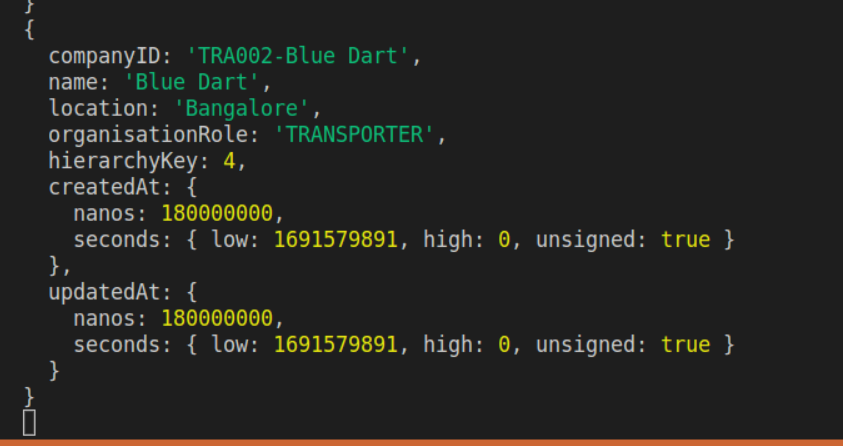 }
{
  companyID: 'TRA002-Blue Dart',
  name: 'Blue Dart',
  location: 'Bangalore',
  organisationRole: 'TRANSPORTER',
  hierarchyKey: 4,
  createdAt: {
    nanos: 180000000,
    seconds: { low: 1691579891, high: 0, unsigned: true }
  },
  updatedAt: {
    nanos: 180000000,
    seconds: { low: 1691579891, high: 0, unsigned: true }
  }
}